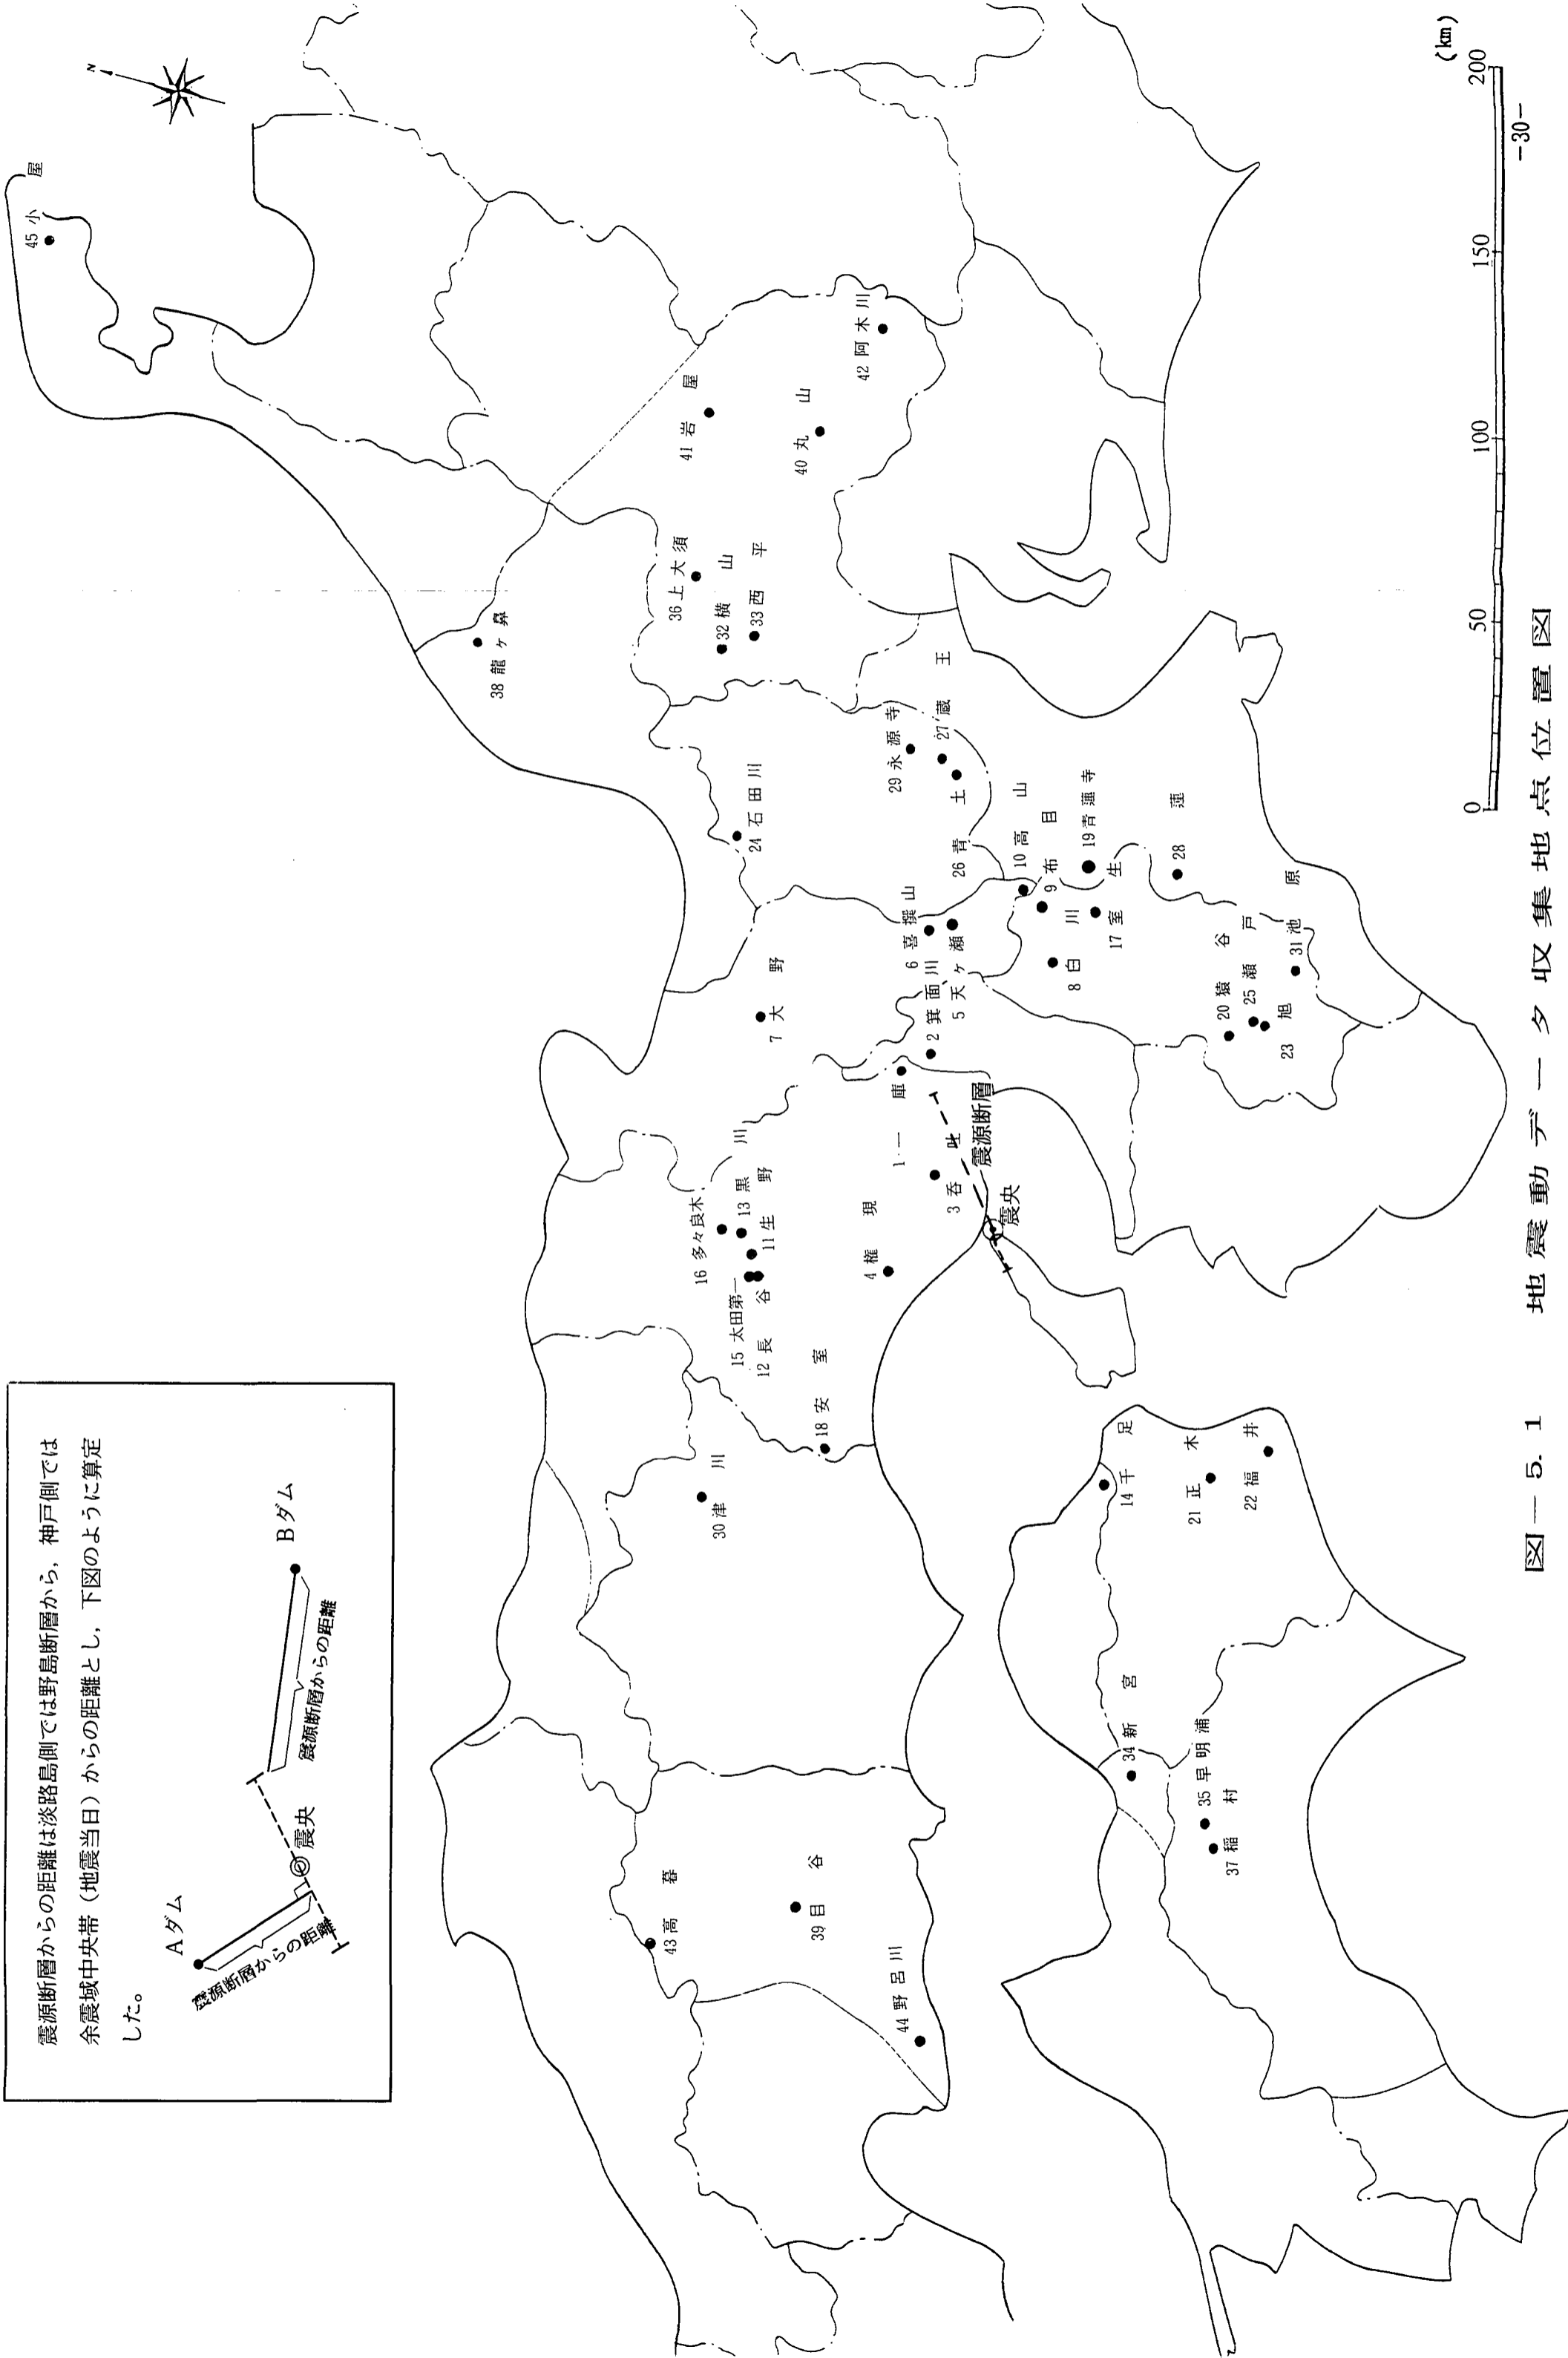 震源断層からの距離は淡路島側では野島断層から，神戸側では
余震域中央帯（地震当日）からの距離とし，下図のように算定
した。
Aダム
震源断層からの距離
震央
震源断層からの距離
Bダム
N
45 小屋
38 龍ヶ鼻
36 上大須
32 横山
33 西平
41 岩屋
40 丸山
42 阿木川
24 石田川
29 永源寺
27 蔵王
26 青土
10 高山
9 布目
19 青蓮寺
8 白川
17 室生
28 蓮
20 猿谷
25 瀬戸
23 旭
31 池原
7 大野
6 喜撰山
5 天ヶ瀬
2 箕面川
1 一庫
3 呑吐
震源断層
震央
4 権現
16 多々良木
13 黒川
11 生野
15 太田第一
12 長谷
18 安室
30 津川
14 千足
21 正木
22 福井
34 新宮
35 早明浦
37 稲村
43 高暮
39 目谷
44 野呂川
0 50 100 150 200
(km)
図－5.1 地震動データ収集地点位置図
-30-